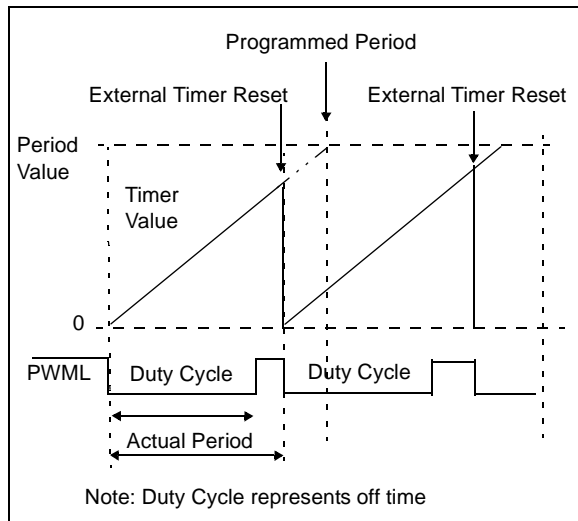 Programmed Period
External Timer Reset
External Timer Reset
Period
Value
Timer
Value
0
PWML
Duty Cycle
Duty Cycle
Actual Period
Note: Duty Cycle represents off time